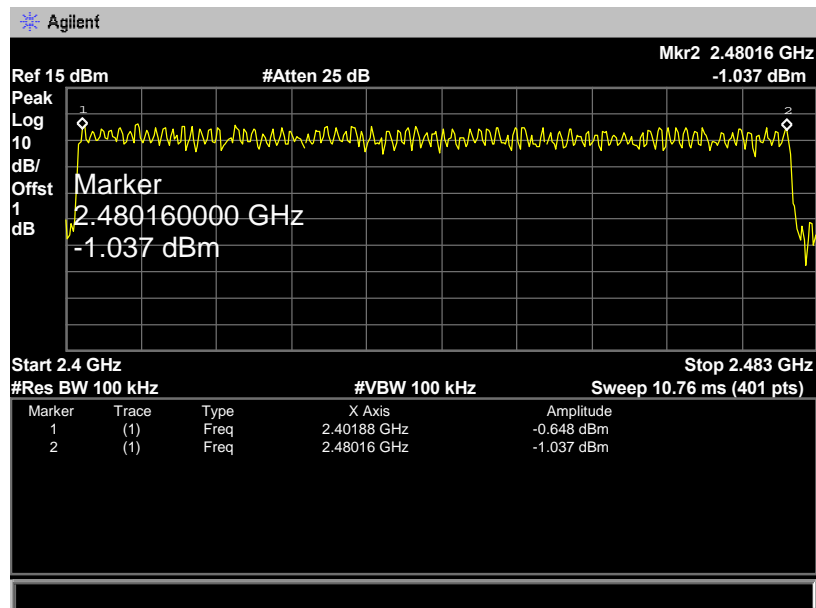 Agilent
Mkr2 2.48016 GHz
Ref 15 dBm #Atten 25 dB -1.037 dBm
Peak
Log
10
dB/
Offst
1
dB
1
2
Marker
2.480160000 GHz
-1.037 dBm
Start 2.4 GHz Stop 2.483 GHz
#Res BW 100 kHz #VBW 100 kHz Sweep 10.76 ms (401 pts)
Marker Trace Type X Axis Amplitude
1 (1) Freq 2.40188 GHz -0.648 dBm
2 (1) Freq 2.48016 GHz -1.037 dBm